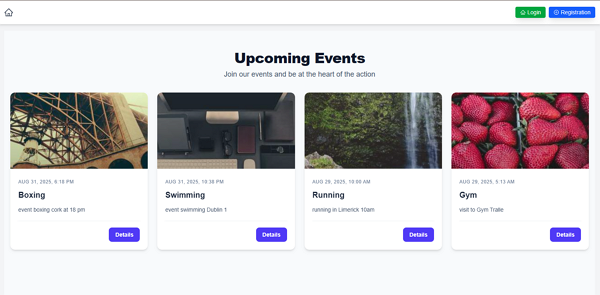 Login
Registration
Upcoming Events
Join our events and be at the heart of the action
AUG 31, 2025, 6:18 PM
Boxing
event boxing cork at 18 pm
Details
AUG 31, 2025, 10:38 PM
Swimming
event swimming Dublin 1
Details
AUG 29, 2025, 10:00 AM
Running
running in Limerick 10am
Details
AUG 29, 2025, 5:13 AM
Gym
visit to Gym Tralle
Details